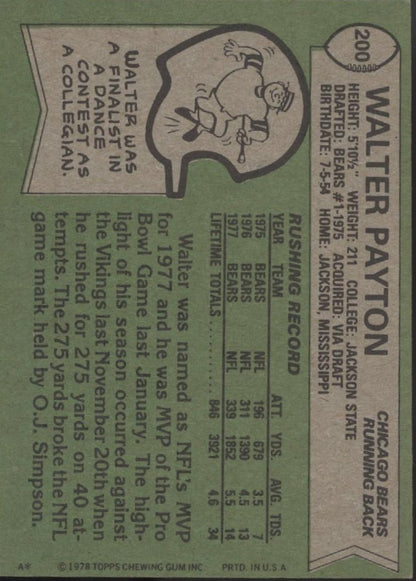 200
WALTER PAYTON
CHICAGO BEARS
RUNNING BACK
HEIGHT: 5'10½" WEIGHT: 211 COLLEGE: JACKSON STATE
DRAFTED: BEARS #1-1975 ACQUIRED: VIA DRAFT
BIRTHDATE: 7-5-54 HOME: JACKSON, MISSISSIPPI
WALTER WAS
A FINALIST IN
A DANCE
CONTEST AS
A COLLEGIAN.
RUSHING RECORD
YEAR TEAM ATT. YDS. AVG. TDS.
1975 BEARS NFL 196 679 3.5 7
1976 BEARS NFL 311 1390 4.5 13
1977 BEARS NFL 339 1852 5.5 14
LIFETIME TOTALS .......... 846 3921 4.6 34
Walter was named as NFL's MVP
for 1977 and he was MVP of the Pro
Bowl Game last January. The high-
light of his season occurred against
the Vikings last November 20th when
he rushed for 275 yards on 40 at-
tempts. The 275 yards broke the NFL
game mark held by O.J. Simpson.
A* ©1978 TOPPS CHEWING GUM INC PRTD. IN U.S.A